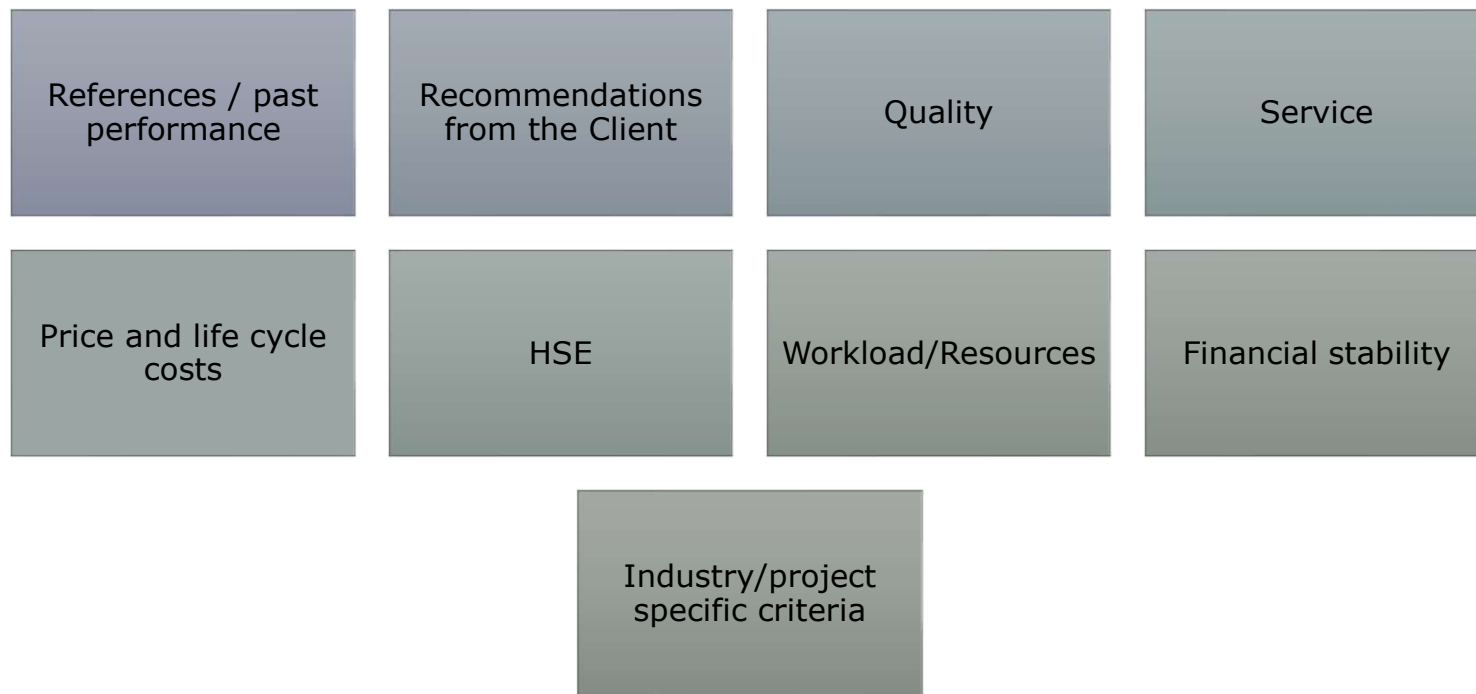 References / past
performance
Recommendations
from the Client
Quality
Service
Price and life cycle
costs
HSE
Workload/Resources
Financial stability
Industry/project
specific criteria